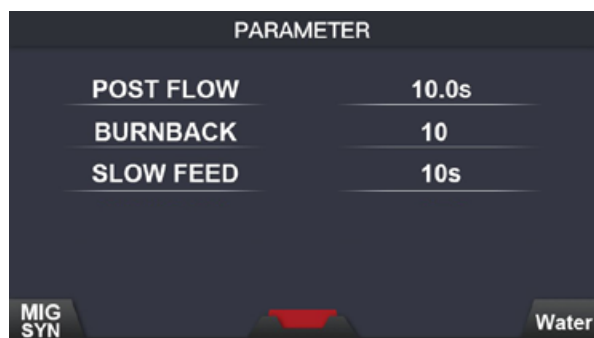 PARAMETER
POST FLOW 10.0s
BURNBACK 10
SLOW FEED 10s
MIG
SYN
Water